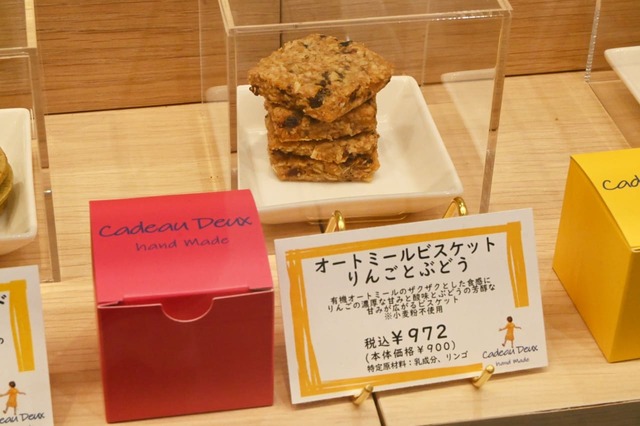 Cadeau Deux
hand Made
オートミールビスケット
りんごとぶどう
有機オートミールのザクザクとした食感に
りんごの濃厚な甘みと酸味とぶどうの芳醇な
甘みが広がるビスケット
※小麦粉不使用
税込¥972
(本体価格¥900)
特定原材料:乳成分、リンゴ
Cadeau Deux
hand Made
Cadeau
hand
ド
Cadeau Deux
hand Made